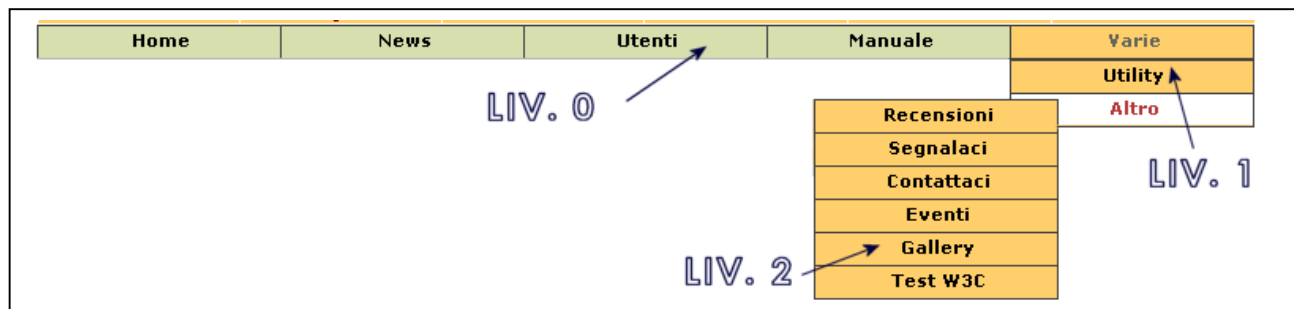 Home News Utenti Manuale Varie
Utility
LIV. 0
Recensioni Altro
Segnalaci
LIV. 1
Contattaci
Eventi
Gallery
LIV. 2
Test W3C